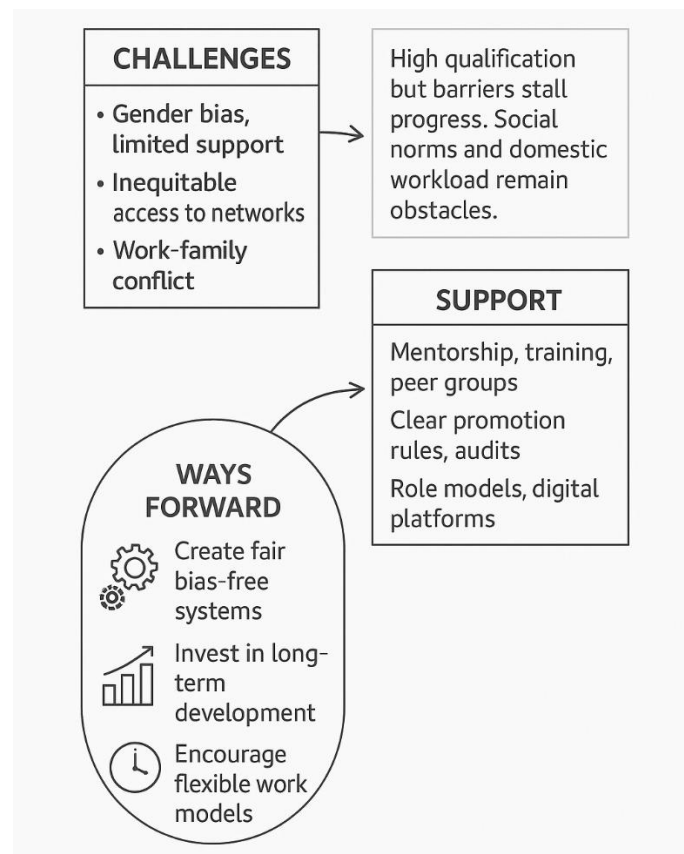 CHALLENGES
• Gender bias,
limited support
• Inequitable
access to networks
• Work-family
conflict
High qualification
but barriers stall
progress. Social
norms and domestic
workload remain
obstacles.
SUPPORT
Mentorship, training,
peer groups
Clear promotion
rules, audits
Role models, digital
platforms
WAYS
FORWARD
Create fair
bias-free
systems
Invest in long-
term
development
Encourage
flexible work
models